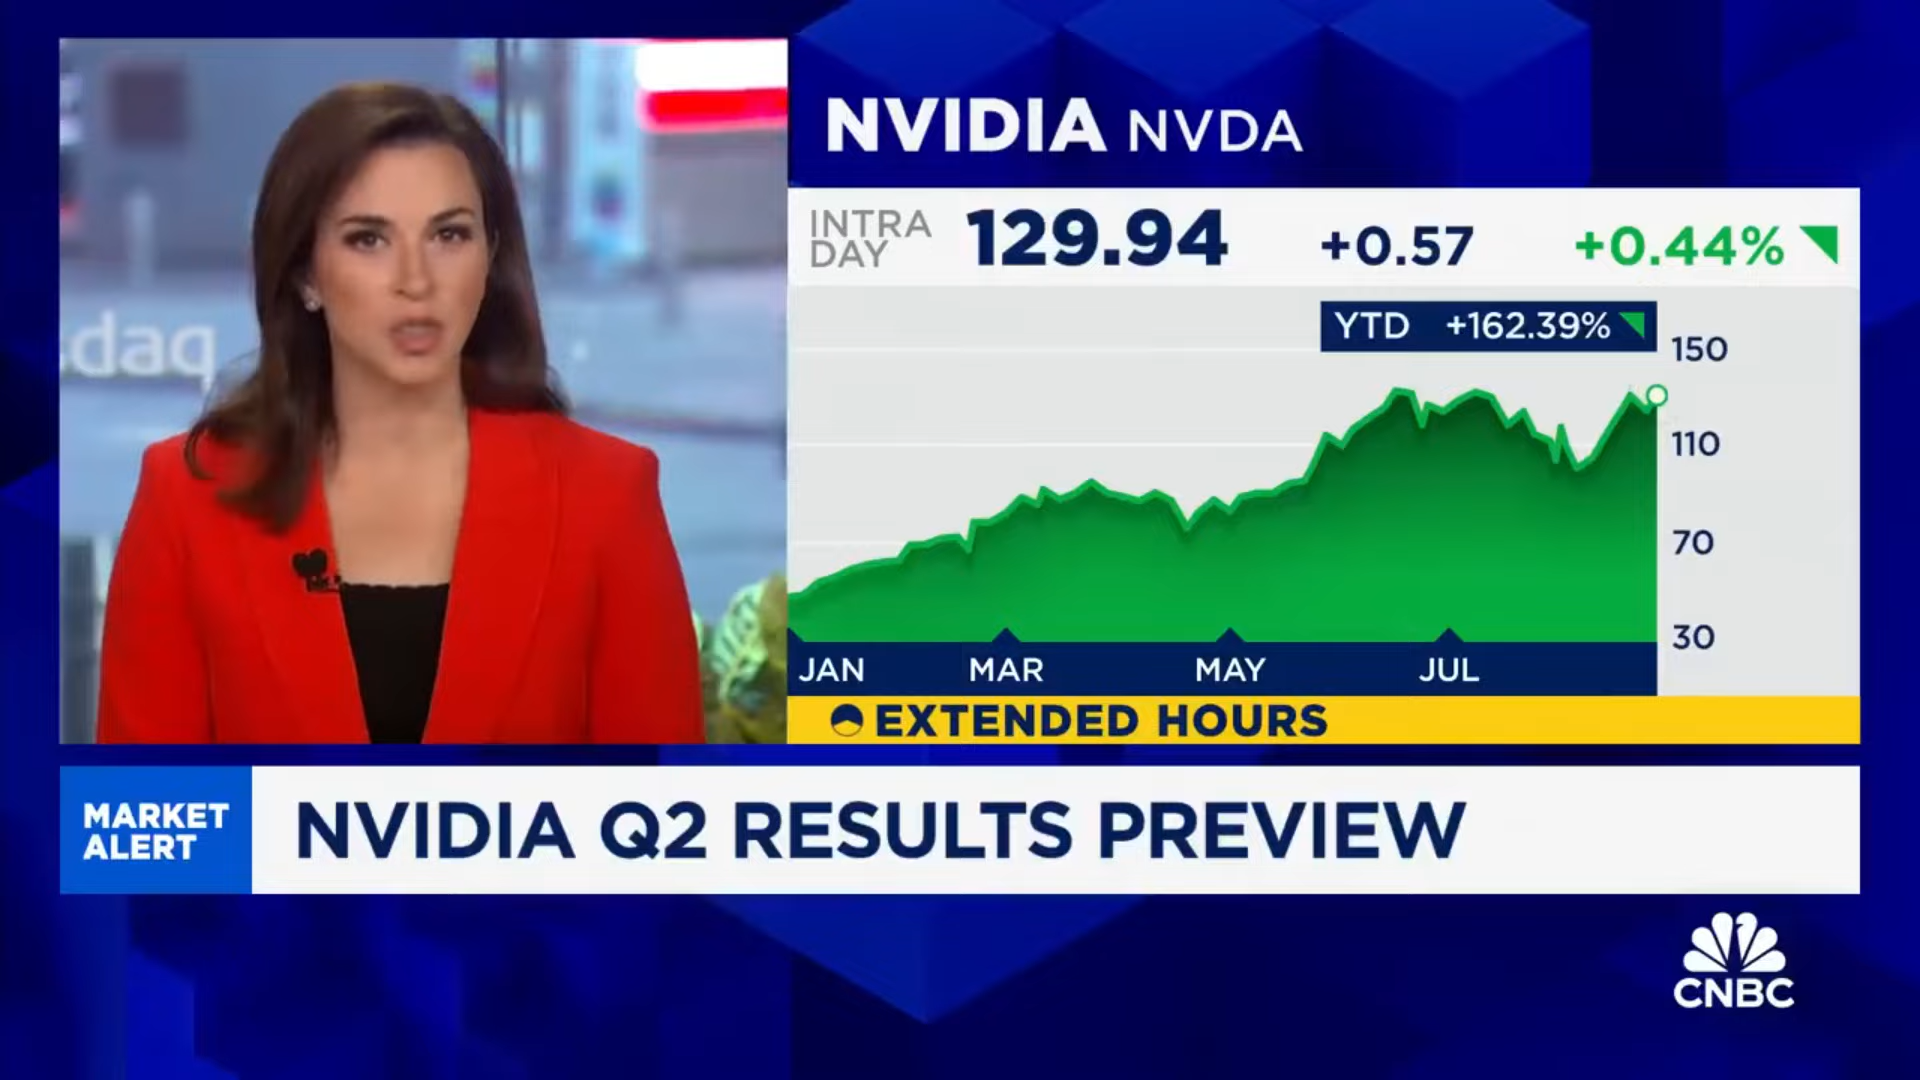 sdaq
NVIDIA NVDA
INTRA DAY 129.94 +0.57 +0.44%
YTD +162.39%
150
110
70
30
JAN MAR MAY JUL
EXTENDED HOURS
MARKET ALERT
NVIDIA Q2 RESULTS PREVIEW
CNBC